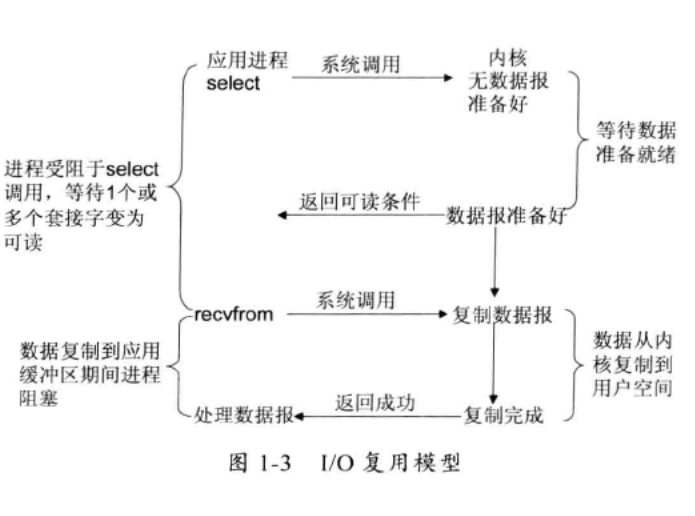 应用进程
select
系统调用
内核
无数据报
准备好
等待数据
准备就绪
进程受阻于select
调用，等待1个或
多个套接字变为
可读
返回可读条件
数据报准备好
recvfrom
系统调用
复制数据报
数据复制到应用
缓冲区期间进程
阻塞
数据从内
核复制到
用户空间
处理数据报
返回成功
复制完成
图 1-3 I/O 复用模型